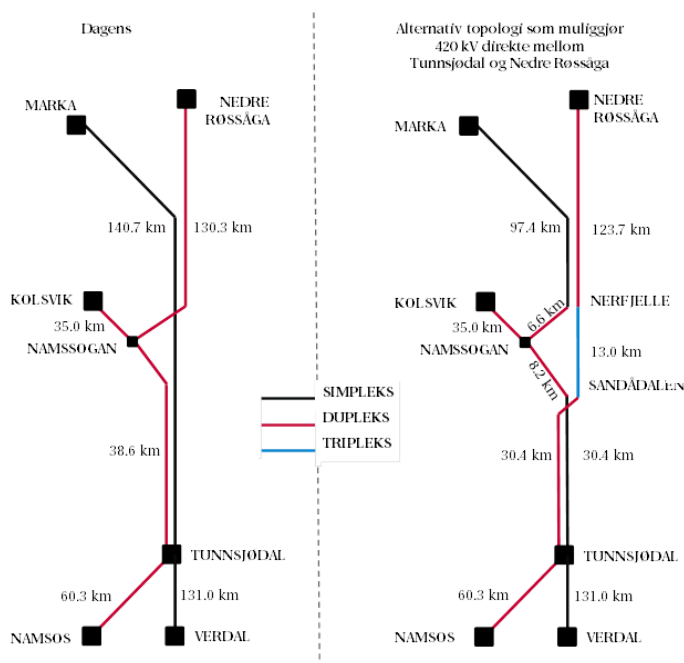 Dagens
MARKA
NEDRE
RØSSÅGA
140.7 km
130.3 km
KOLSVIK
35.0 km
NAMSSOGAN
38.6 km
TUNNSJØDAL
60.3 km
131.0 km
NAMSOS
VERDAL
SIMPLEKS
DUPLEKS
TRIPLEKS
Alternativ topologi som muliggjør
420 kV direkte mellom
Tunnsjødal og Nedre Røssåga
NEDRE
RØSSÅGA
MARKA
97.4 km
123.7 km
KOLSVIK
NERFJELLE
35.0 km
6.6 km
NAMSSOGAN
13.0 km
8.2 km
SANDÅDALEN
30.4 km
30.4 km
TUNNSJØDAL
60.3 km
131.0 km
NAMSOS
VERDAL